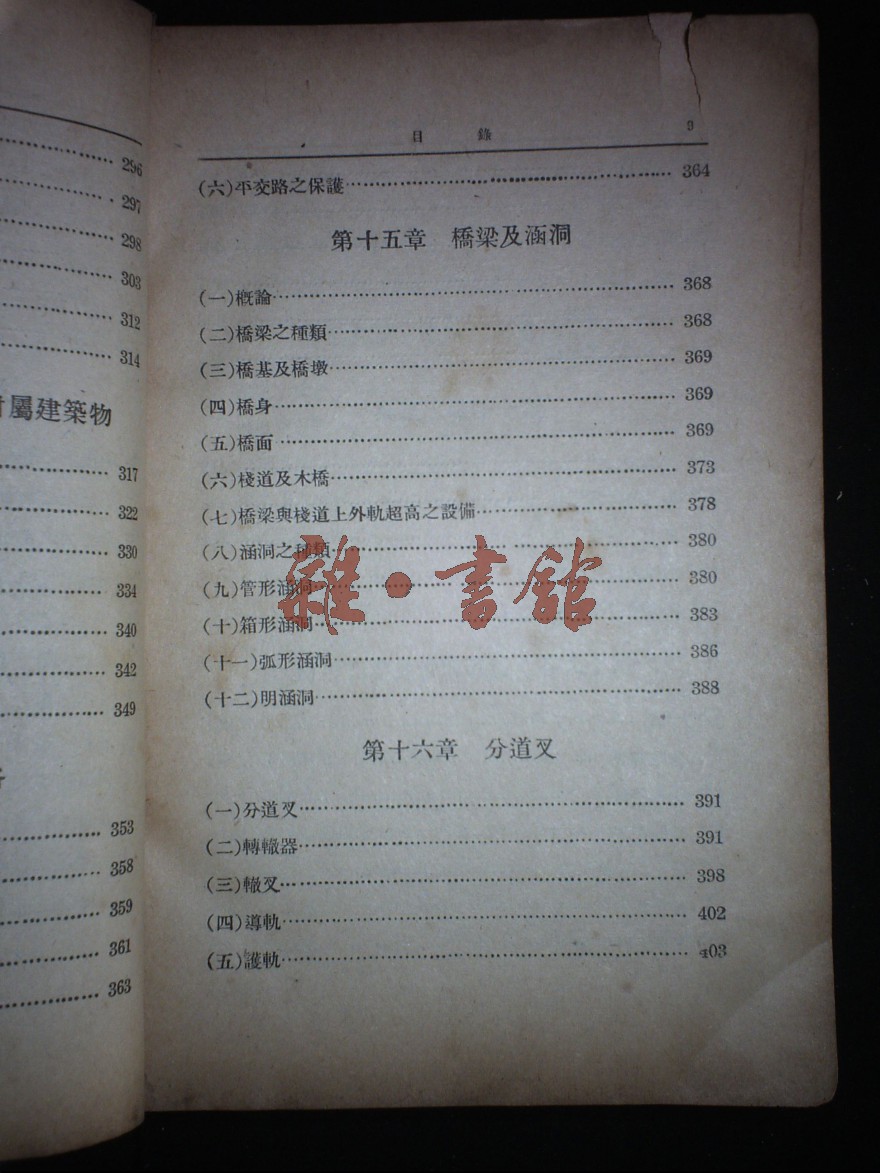 296
297
298
303
312
314
屬建築物
317
322
330
334
340
342
349
353
358
359
361
363
目 錄 9
(六)平交路之保護 364
第十五章 橋梁及涵洞
(一)概論 368
(二)橋梁之種類 368
(三)橋基及橋墩 369
(四)橋身 369
(五)橋面 369
(六)棧道及木橋 373
(七)橋梁與棧道上外軌超高之設備 378
(八)涵洞之種類 380
(九)管形涵洞 380
(十)箱形涵洞 383
(十一)弧形涵洞 386
(十二)明涵洞 388
第十六章 分道叉
(一)分道叉 391
(二)轉轍器 391
(三)轍叉 398
(四)導軌 402
(五)護軌 403
雜·書館